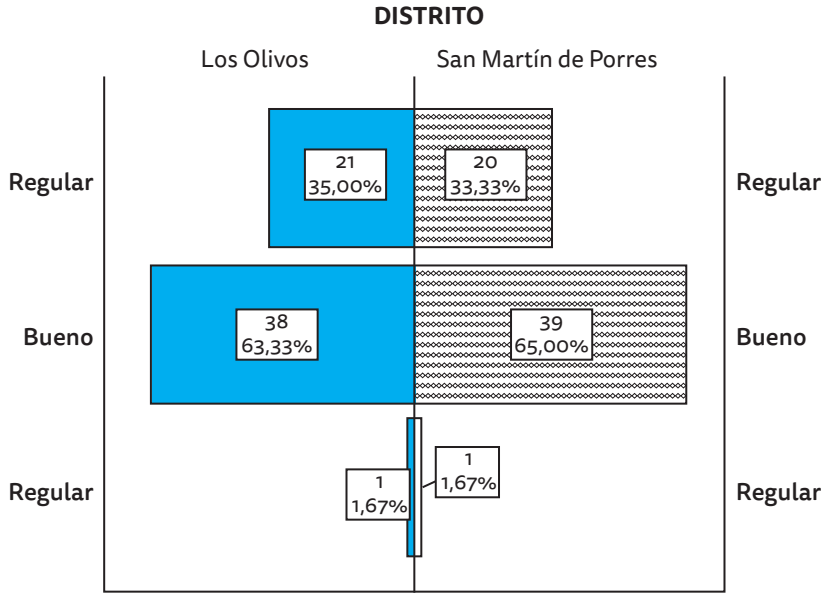 DISTRITO
Los Olivos
San Martín de Porres
Regular
21
35,00%
20
33,33%
Regular
Bueno
38
63,33%
39
65,00%
Bueno
Regular
1
1,67%
1
1,67%
Regular